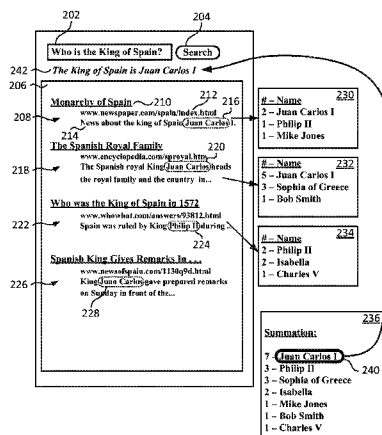 202
204
Who is the King of Spain?
Search
242
The King of Spain is Juan Carlos I
206
Monarchy of Spain
210
212
216
208
www.newspaper.com/spain/index.html
News about the king of Spain Juan Carlos I.
214
The Spanish Royal Family
220
www.encyclopedia.com/sproyal.htm
218
The Spanish royal King Juan Carlos heads
the royal family and the country in...
Who was the King of Spain in 1572
www.whowhat.com/answers/93812.html
222
Spain was ruled by King Philip II during ...
224
Spanish King Gives Remarks In ....
www.newsofspain.com/3130q9d.html
226
King Juan Carlos gave prepared remarks
on Sunday in front of the...
228
# – Name
230
2 – Juan Carlos I
1 – Philip II
1 – Mike Jones
# – Name
232
5 – Juan Carlos I
3 – Sophia of Greece
1 – Bob Smith
# – Name
234
2 – Philip II
2 – Isabella
1 – Charles V
236
Summation:
7 – Juan Carlos I
240
3 – Philip II
3 – Sophia of Greece
2 – Isabella
1 – Mike Jones
1 – Bob Smith
1 – Charles V